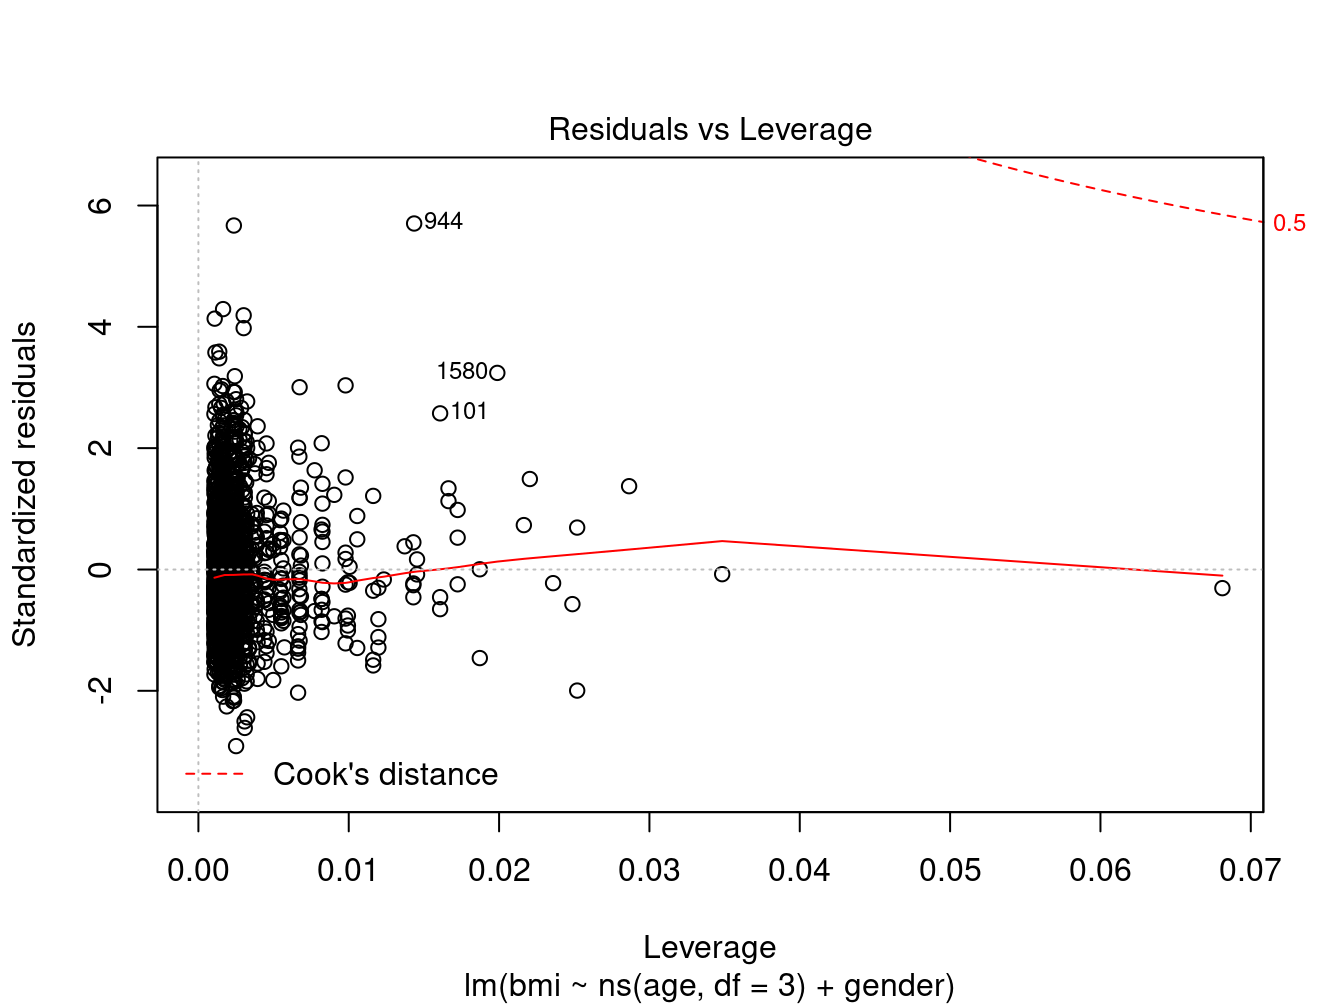 Residuals vs Leverage
Standardized residuals
6
4
2
0
-2
944
1580
101
0.5
Cook's distance
0.00 0.01 0.02 0.03 0.04 0.05 0.06 0.07
Leverage
lm(bmi ~ ns(age, df = 3) + gender)